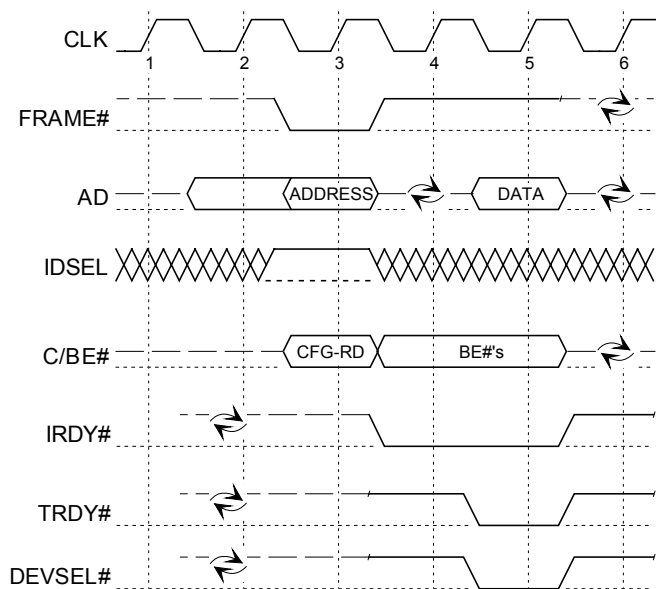 CLK
1 2 3 4 5 6
FRAME#
AD ADDRESS DATA
IDSEL
C/BE# CFG-RD BE#'s
IRDY#
TRDY#
DEVSEL#